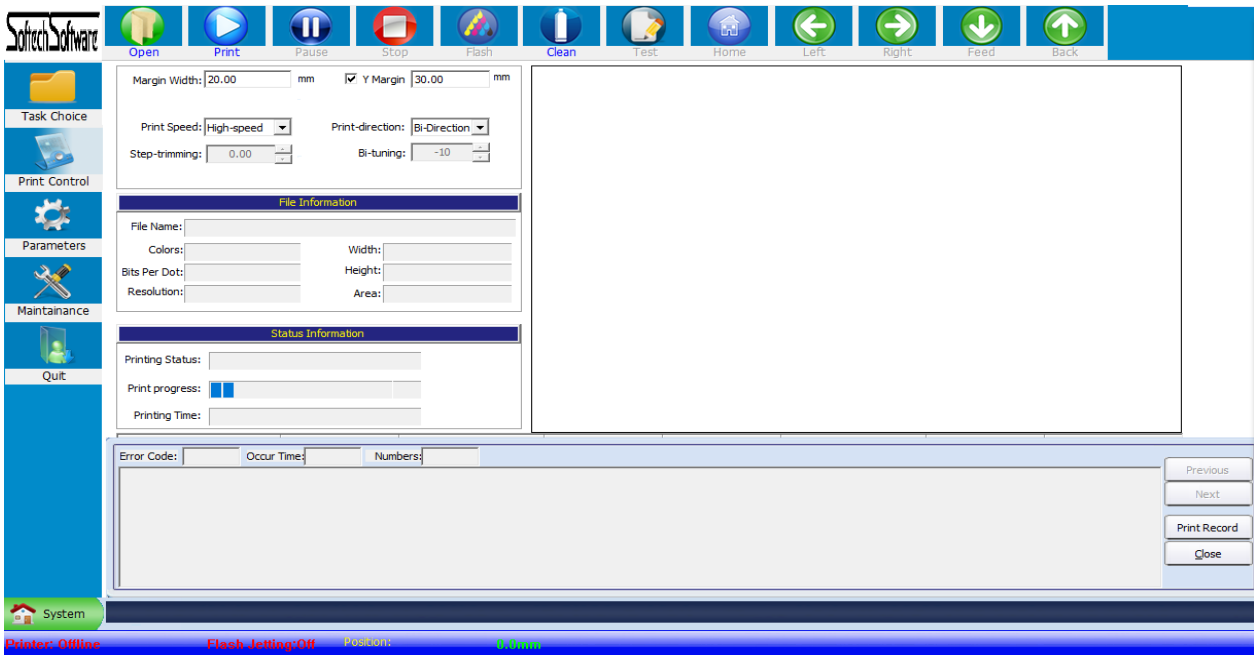 Softech Software
Open Print Pause Stop Flash Clean Test Home Left Right Feed Back
Task Choice
Print Control
Parameters
Maintainance
Quit
Margin Width: 20.00 mm Y Margin 30.00 mm
Print Speed: High-speed Print-direction: Bi-Direction
Step-trimming: 0.00 Bi-tuning: -10
File Information
File Name:
Colors: Width:
Bits Per Dot: Height:
Resolution: Area:
Status Information
Printing Status:
Print progress:
Printing Time:
Error Code: Occur Time: Numbers:
Previous
Next
Print Record
Close
System
Printer: Offline Flash Jetting:Off Position: 0.0mm